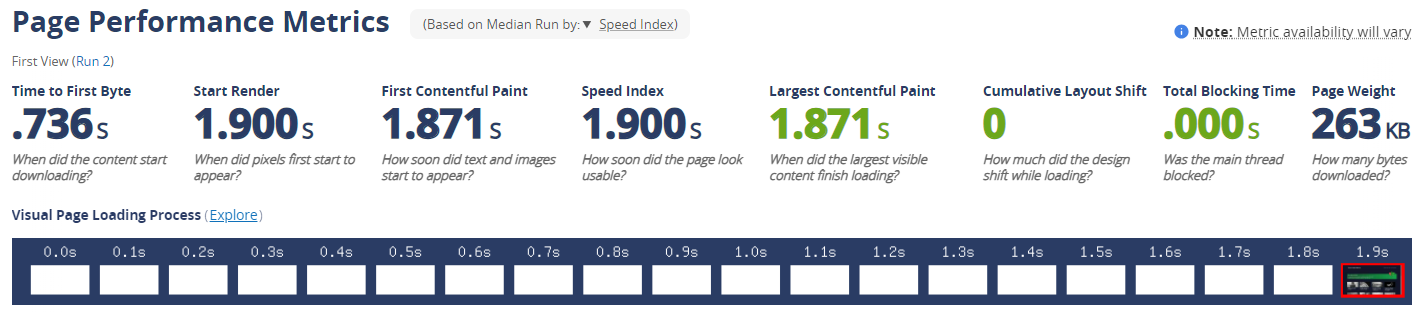 Page Performance Metrics (Based on Median Run by:▼ Speed Index)
Note: Metric availability will vary
First View (Run 2)
Time to First Byte
.736 s
When did the content start
downloading?
Start Render
1.900 s
When did pixels first start to
appear?
First Contentful Paint
1.871 s
How soon did text and images
start to appear?
Speed Index
1.900 s
How soon did the page look
usable?
Largest Contentful Paint
1.871 s
When did the largest visible
content finish loading?
Cumulative Layout Shift
0
How much did the design
shift while loading?
Total Blocking Time
.000 s
Was the main thread
blocked?
Page Weight
263 KB
How many bytes
downloaded?
Visual Page Loading Process (Explore)
0.0s 0.1s 0.2s 0.3s 0.4s 0.5s 0.6s 0.7s 0.8s 0.9s 1.0s 1.1s 1.2s 1.3s 1.4s 1.5s 1.6s 1.7s 1.8s 1.9s